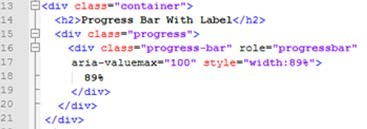 13 <div class="container">
14 <h2>Progress Bar With Label</h2>
15 <div class="progress">
16 <div class="progress-bar" role="progressbar"
17 aria-valuemax="100" style="width:89%">
18 89%
19 </div>
20 </div>
21 </div>